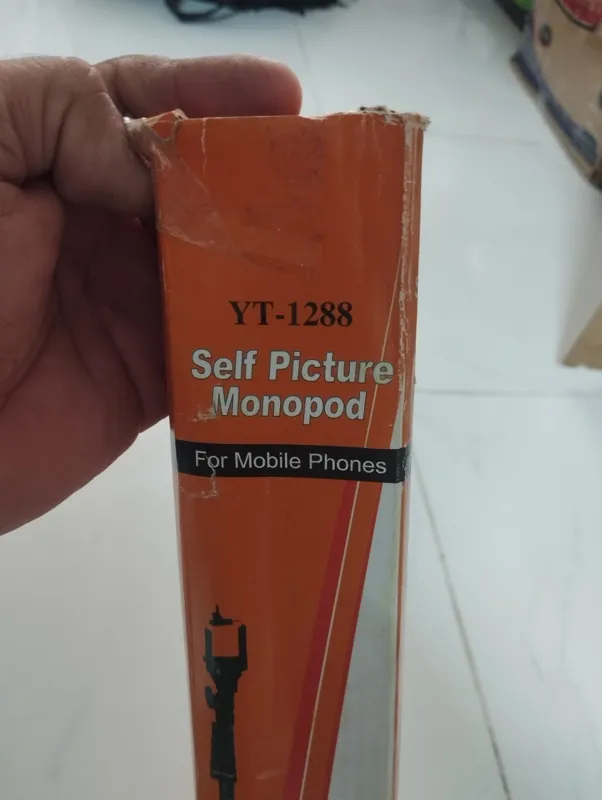 YT-1288
Self Picture
Monopod
For Mobile Phones